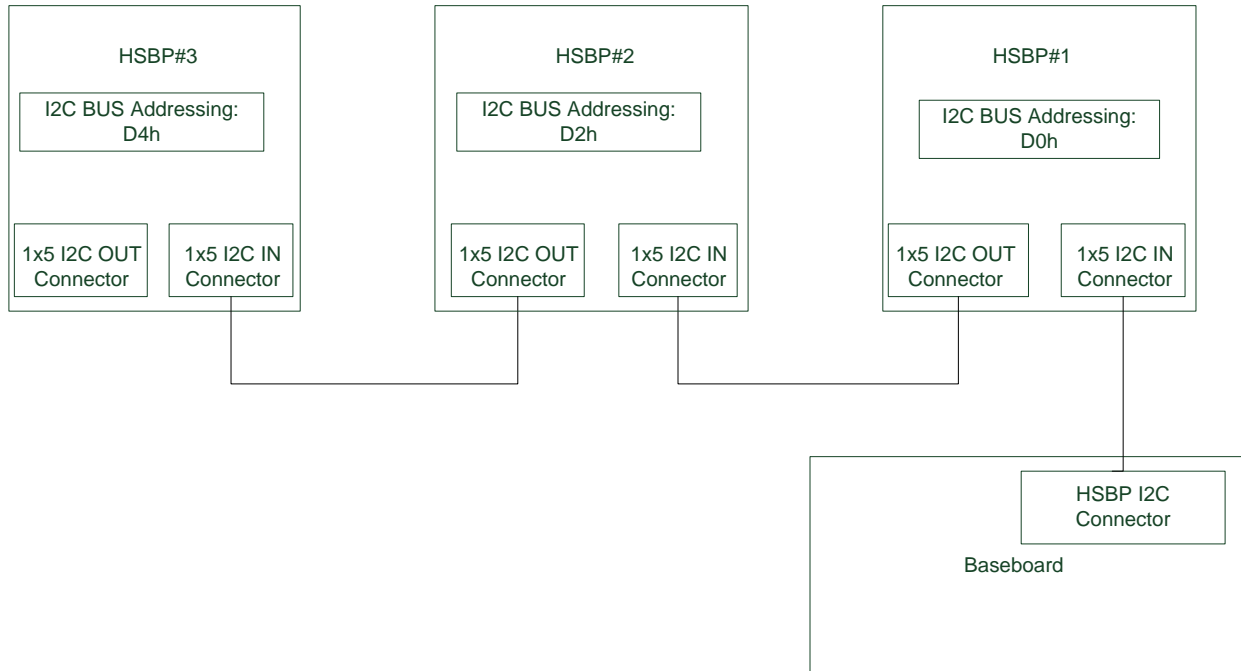 HSBP#3
I2C BUS Addressing:
D4h
1x5 I2C OUT
Connector
1x5 I2C IN
Connector
HSBP#2
I2C BUS Addressing:
D2h
1x5 I2C OUT
Connector
1x5 I2C IN
Connector
HSBP#1
I2C BUS Addressing:
D0h
1x5 I2C OUT
Connector
1x5 I2C IN
Connector
HSBP I2C
Connector
Baseboard